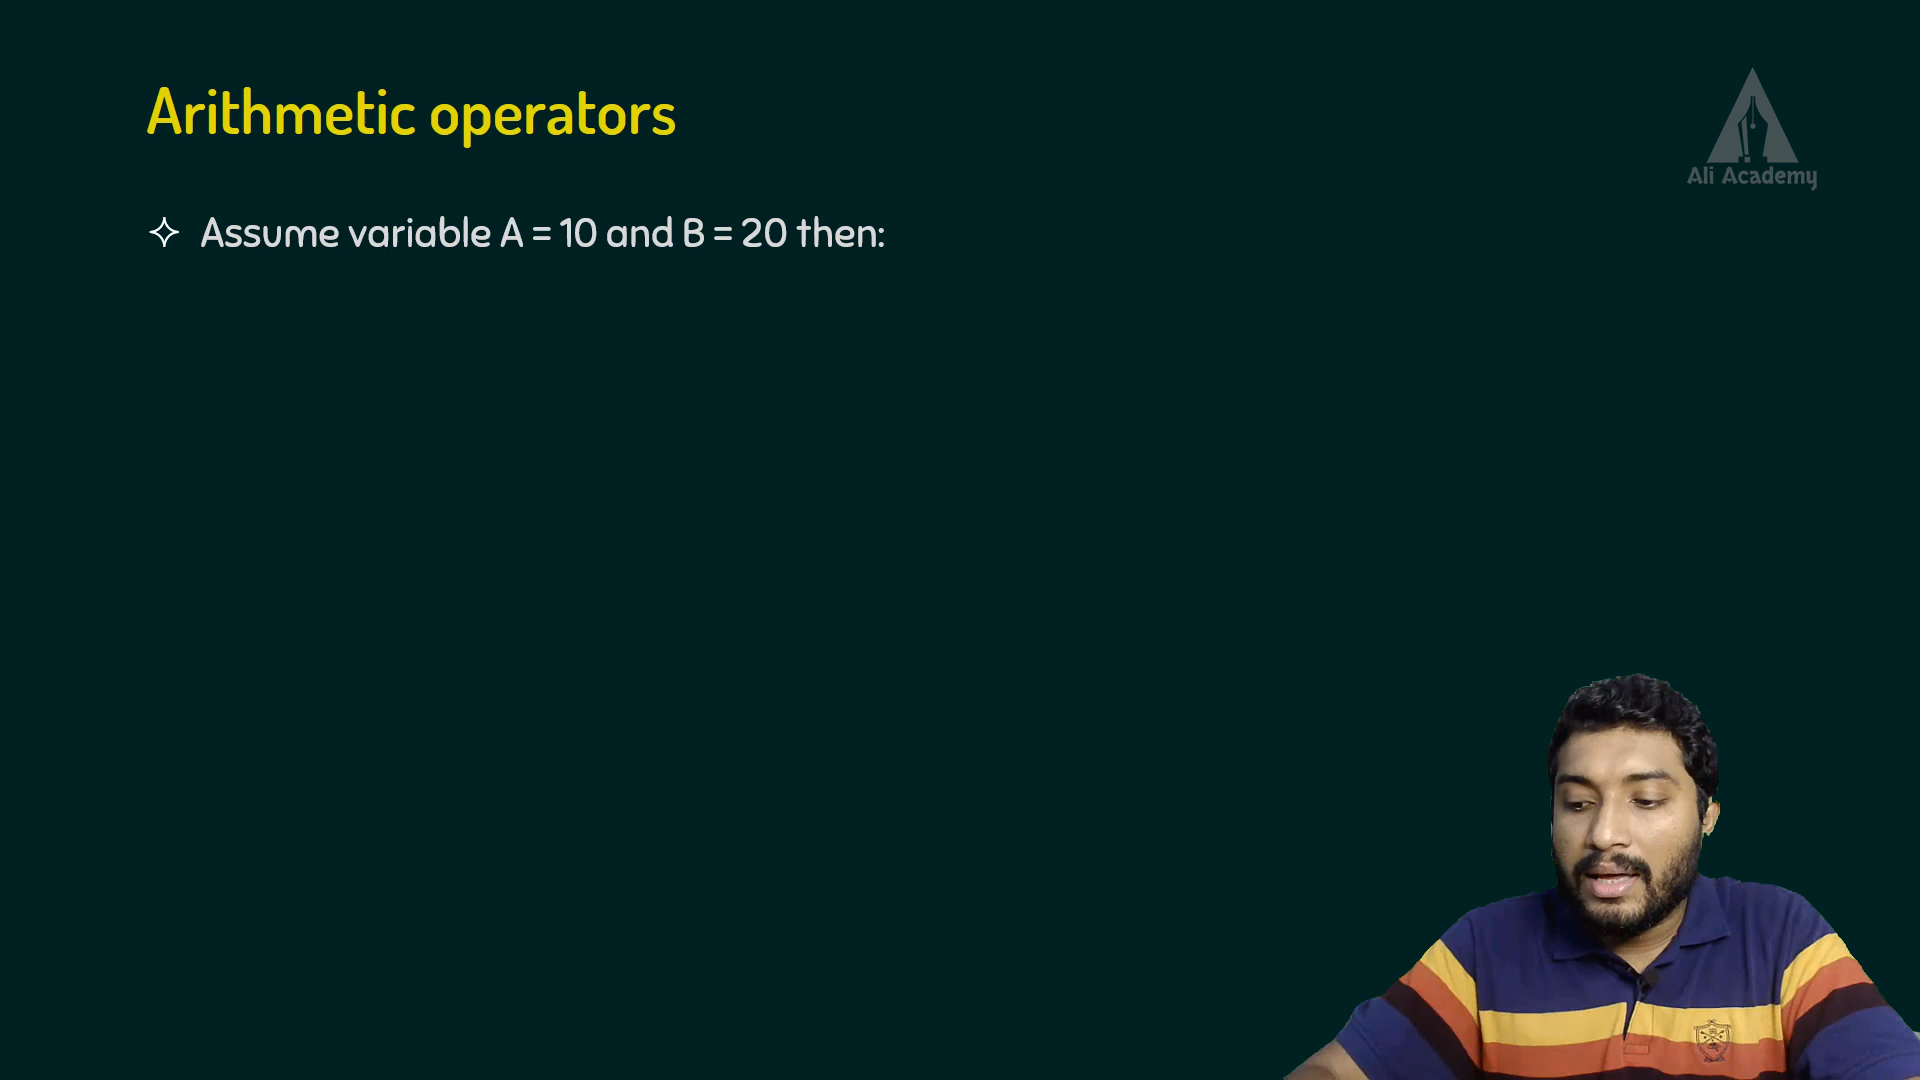 Arithmetic operators
Ali Academy
Assume variable A = 10 and B = 20 then: